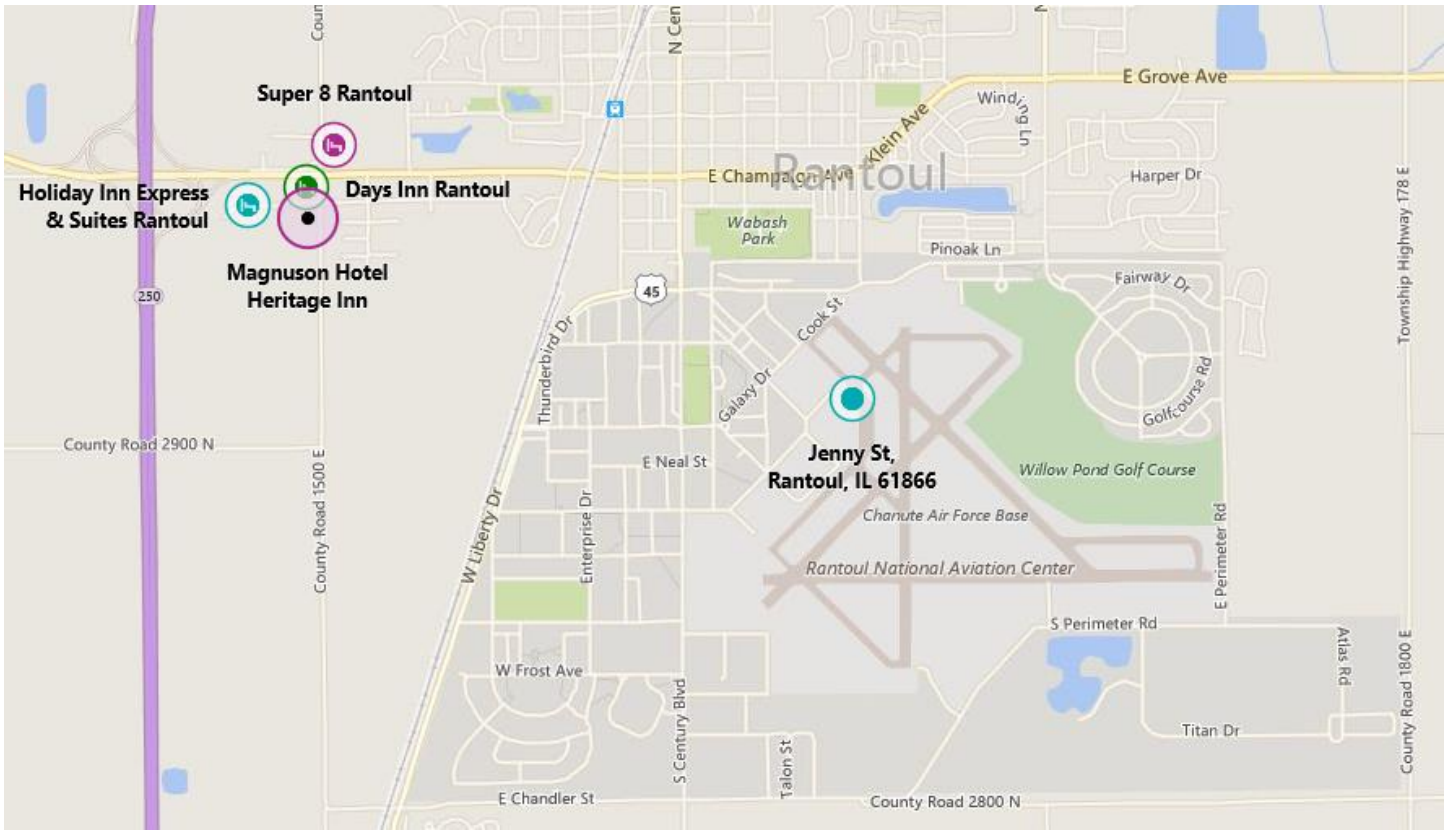 Coun
N Cen
N
E Grove Ave
Super 8 Rantoul
Winding Ln
Klein Ave
E Champaign Ave
Rantoul
Harper Dr
Holiday Inn Express
& Suites Rantoul
Days Inn Rantoul
Township Highway 178 E
Wabash
Park
Pinoak Ln
Magnuson Hotel
Heritage Inn
250
45
Fairway Dr
Cook St
Thunderbird Dr
Galaxy Dr
Golfcourse Rd
County Road 2900 N
E Neal St
Jenny St,
Rantoul, IL 61866
Willow Pond Golf Course
County Road 1500 E
W Liberty Dr
Enterprise Dr
Chanute Air Force Base
E Perimeter Rd
Rantoul National Aviation Center
S Perimeter Rd
Atlas Rd
County Road 1800 E
W Frost Ave
S Century Blvd
Titan Dr
Talon St
E Chandler St
County Road 2800 N